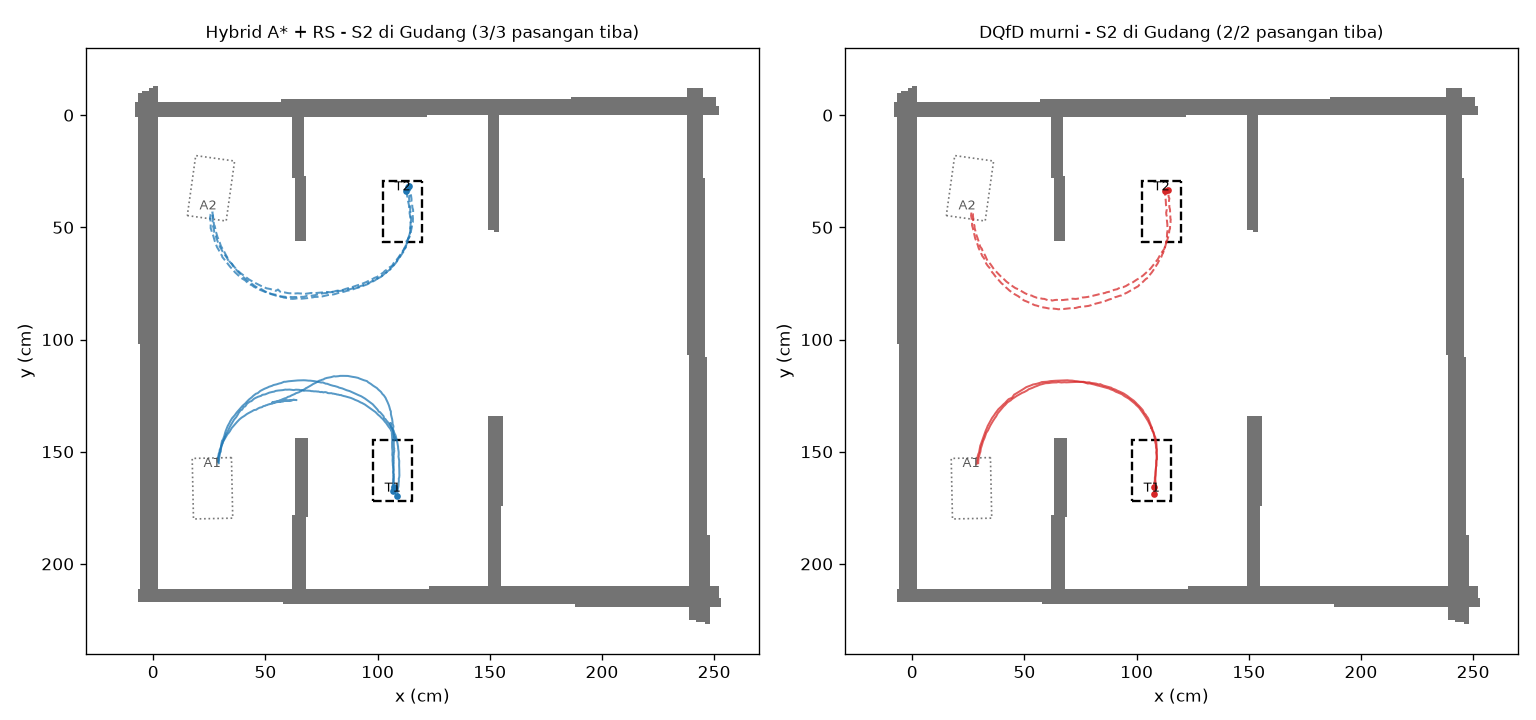 Hybrid A* + RS - S2 di Gudang (3/3 pasangan tiba)
0
50
100
150
200
y (cm)
A2
T2
A1
T1
0
50
100
150
200
250
x (cm)
DQfD murni - S2 di Gudang (2/2 pasangan tiba)
0
50
100
150
200
y (cm)
A2
T2
A1
T1
0
50
100
150
200
250
x (cm)